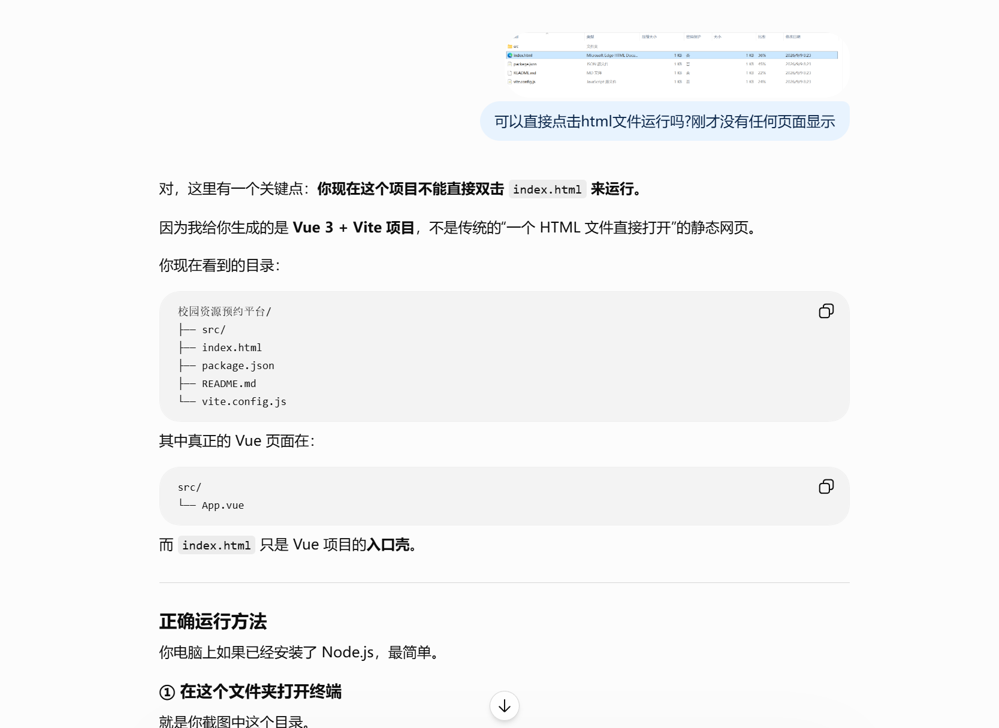 类型 压缩大小 密码保护 大小 比率 修改日期
src 文件夹
index.html Microsoft Edge HTML Docu... 1 KB 否 1 KB 36% 2026/9/9 8:23
package.json JSON 源文件 1 KB 否 1 KB 45% 2026/9/9 8:23
README.md MD 文件 1 KB 否 1 KB 22% 2026/9/9 8:23
vite.config.js JavaScript 源文件 1 KB 否 1 KB 24% 2026/9/9 8:23
可以直接点击html文件运行吗?刚才没有任何页面显示
对，这里有一个关键点：你现在这个项目不能直接双击 index.html 来运行。
因为我给你生成的是 Vue 3 + Vite 项目，不是传统的“一个 HTML 文件直接打开”的静态网页。
你现在看到的目录：
校园资源预约平台/
├── src/
├── index.html
├── package.json
├── README.md
└── vite.config.js
其中真正的 Vue 页面在：
src/
└── App.vue
而 index.html 只是 Vue 项目的入口壳。
正确运行方法
你电脑上如果已经安装了 Node.js，最简单。
① 在这个文件夹打开终端
就是你截图中这个目录。